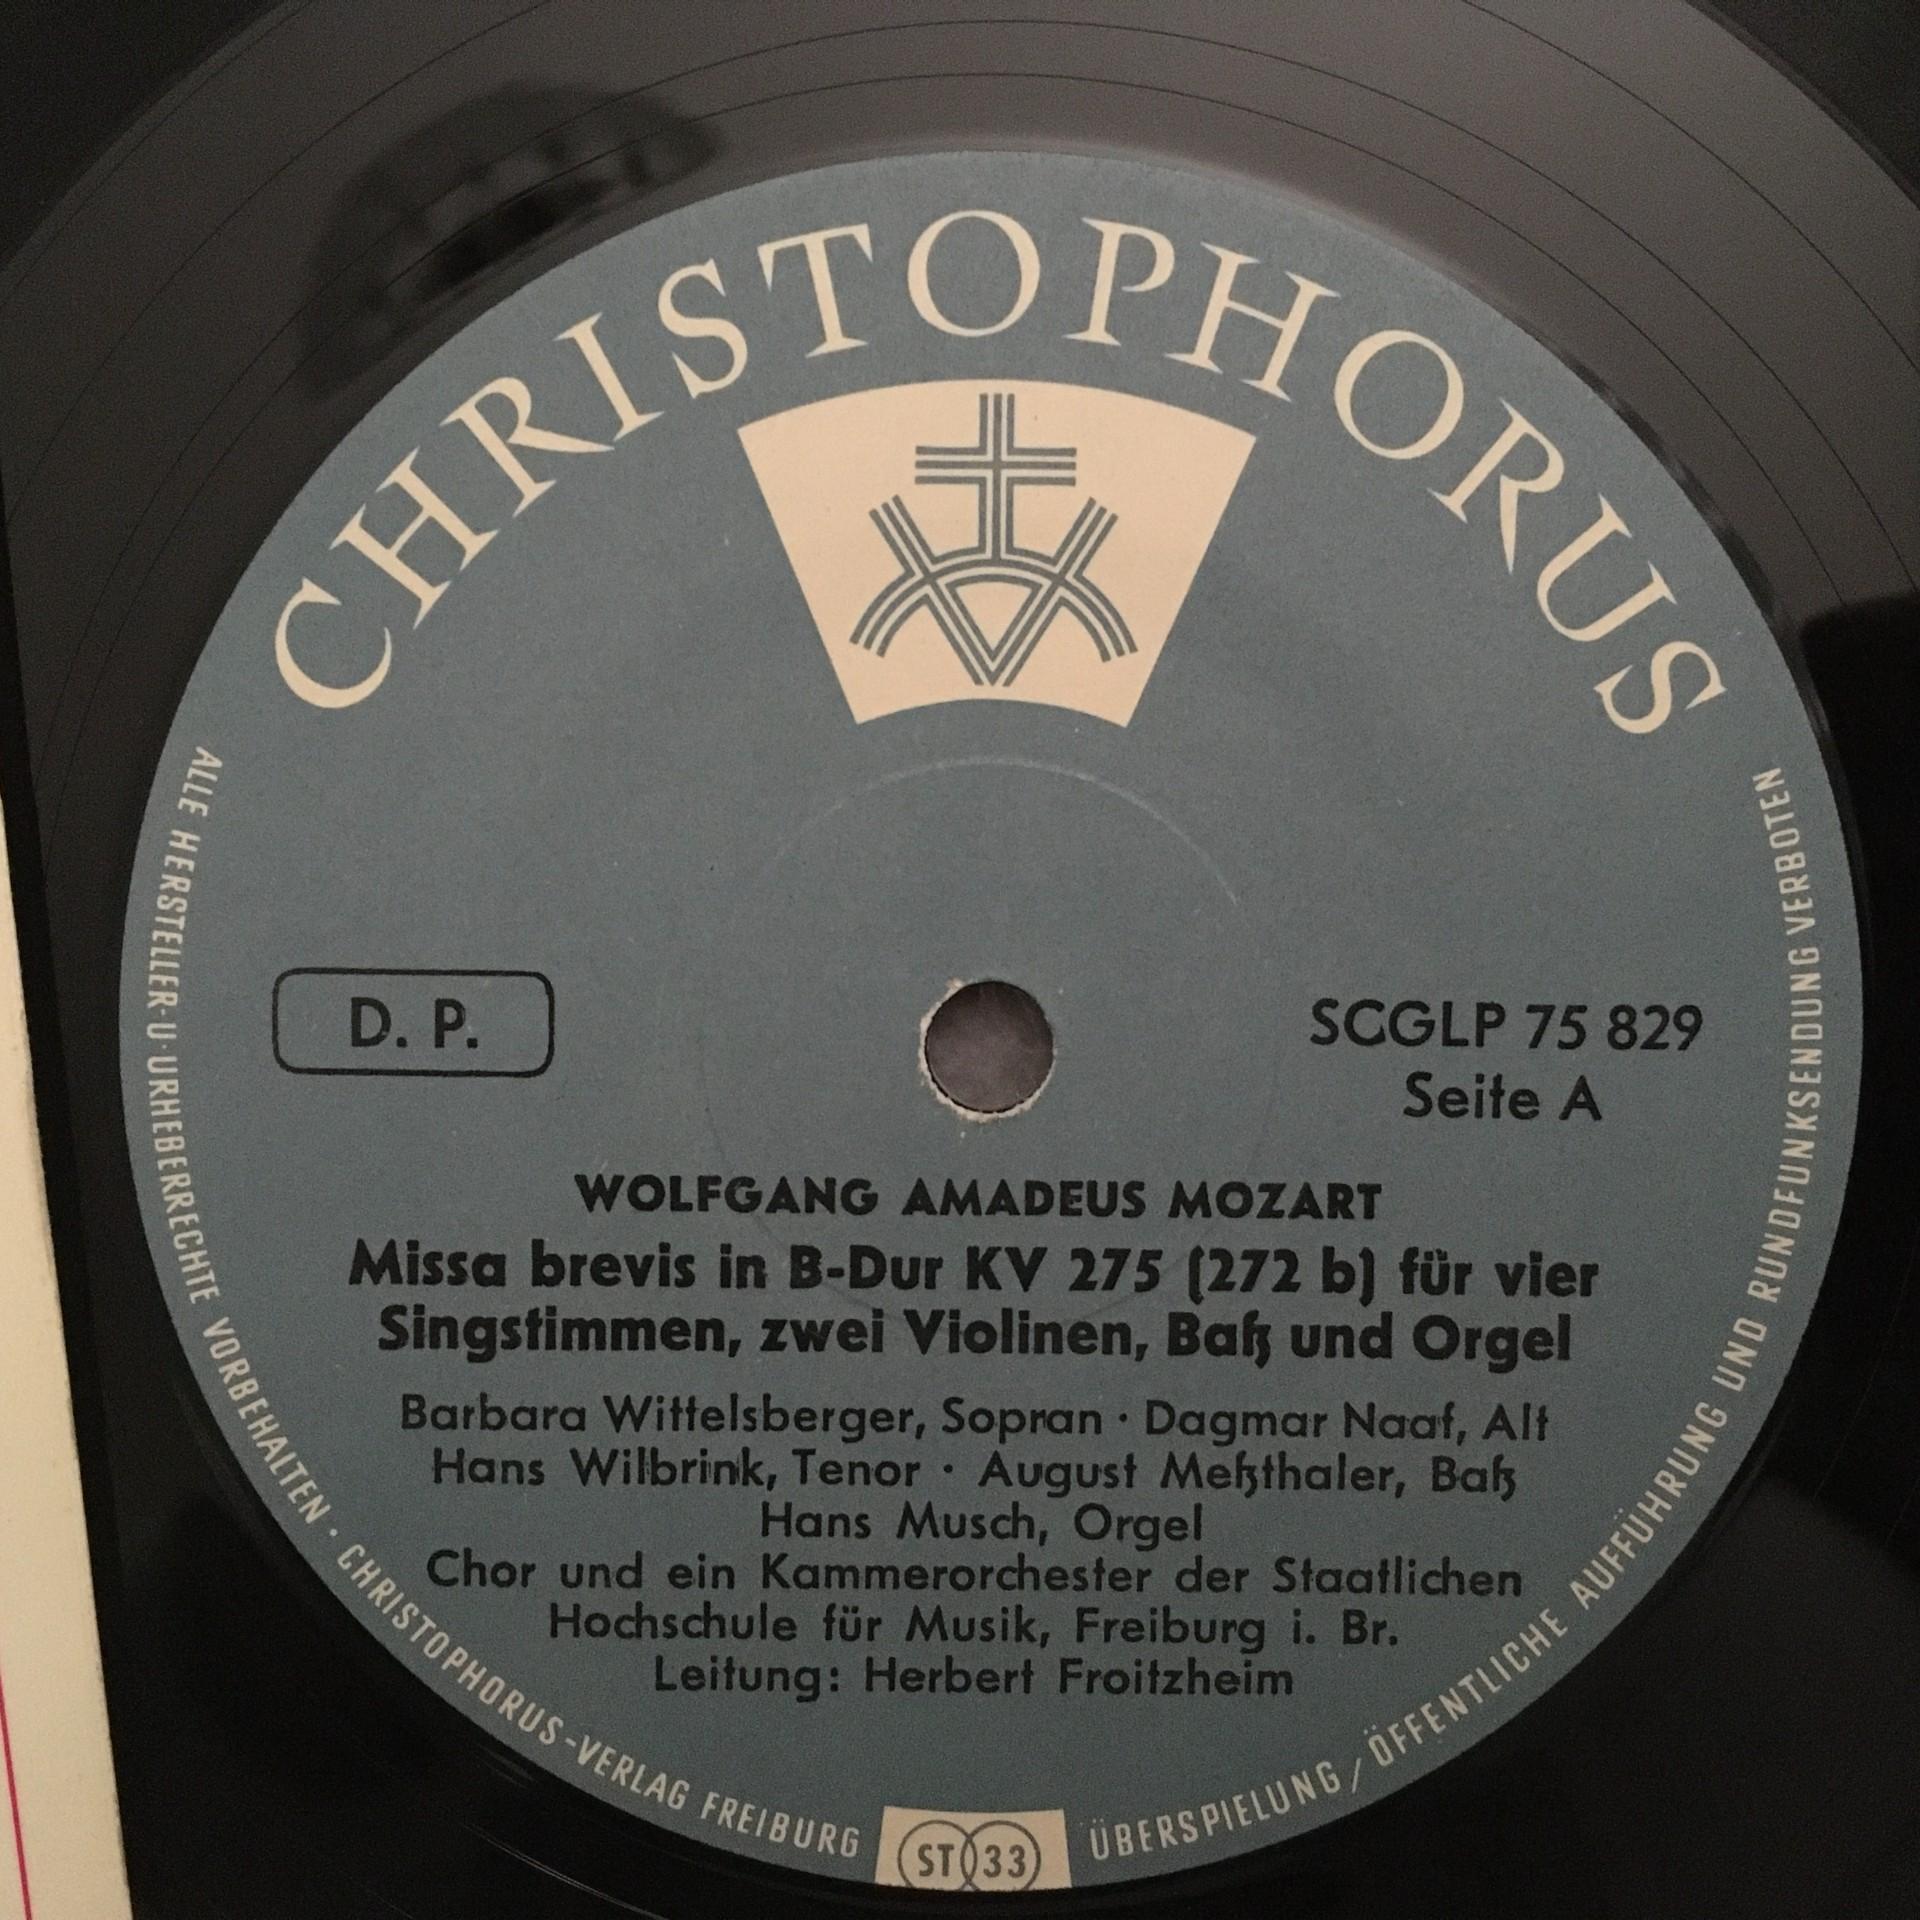 CHRISTOPHORUS
D. P.
SCGLP 75 829
Seite A
WOLFGANG AMADEUS MOZART
Missa brevis in B-Dur KV 275 (272 b) für vier
Singstimmen, zwei Violinen, Baß und Orgel
Barbara Wittelsberger, Sopran · Dagmar Naaf, Alt
Hans Wilbrink, Tenor · August Meßthaler, Baß
Hans Musch, Orgel
Chor und ein Kammerorchester der Staatlichen
Hochschule für Musik, Freiburg i. Br.
Leitung: Herbert Froitzheim
ALLE HERSTELLER-U·URHEBERRECHTE VORBEHALTEN · CHRISTOPHORUS-VERLAG FREIBURG
ST 33
ÜBERSPIELUNG / ÖFFENTLICHE AUFFÜHRUNG UND RUNDFUNKSENDUNG VERBOTEN